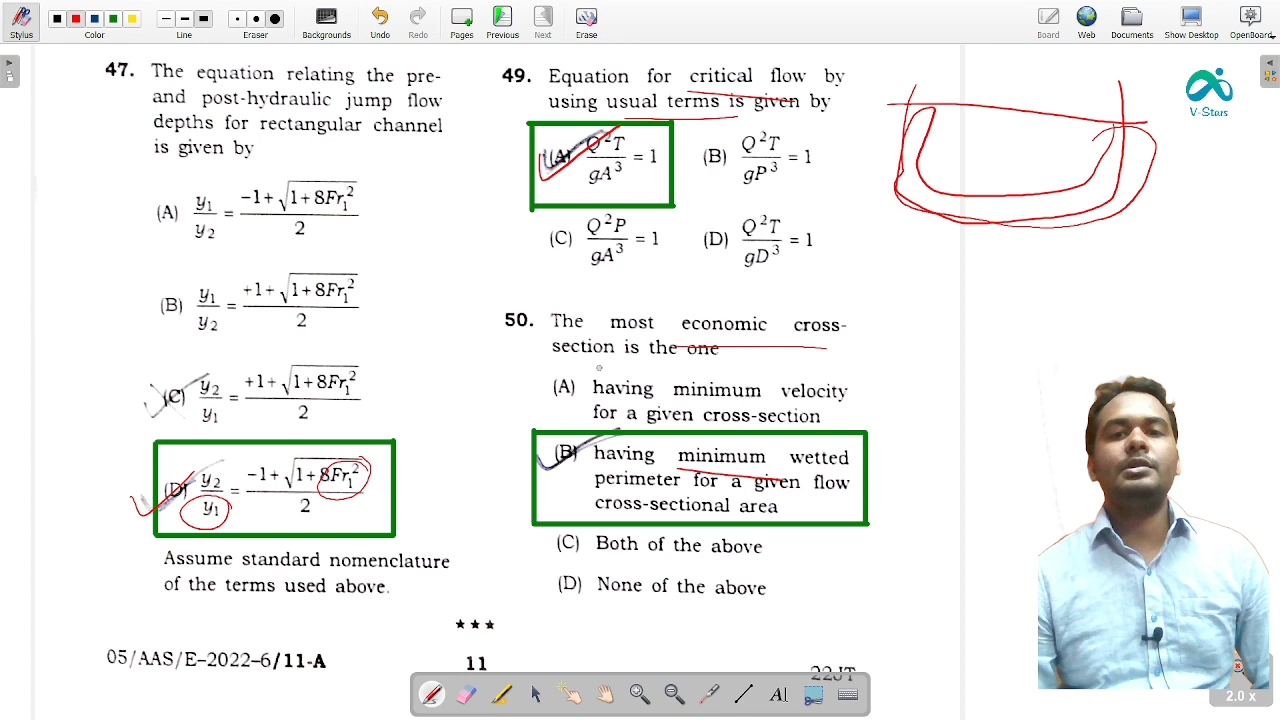 Stylus
Color
Line
Eraser
Backgrounds
Undo
Redo
Pages
Previous
Next
Erase
Board
Web
Documents
Show Desktop
OpenBoard
47. The equation relating the pre-
and post-hydraulic jump flow
depths for rectangular channel
is given by
(A) y₁/y₂ = (-1+√(1+8Fr₁²))/2
(B) y₁/y₂ = (+1+√(1+8Fr₁²))/2
(C) y₂/y₁ = (+1+√(1+8Fr₁²))/2
(D) y₂/y₁ = (-1+√(1+8Fr₁²))/2
Assume standard nomenclature
of the terms used above.
49. Equation for critical flow by
using usual terms is given by
(A) Q²T/gA³ = 1 (B) Q²T/gP³ = 1
(C) Q²P/gA³ = 1 (D) Q²T/gD³ = 1
50. The most economic cross-
section is the one
(A) having minimum velocity
for a given cross-section
(B) having minimum wetted
perimeter for a given flow
cross-sectional area
(C) Both of the above
(D) None of the above
★★★
05/AAS/E-2022-6/11-A
11
22JT
V-Stars
AI
2.0 x